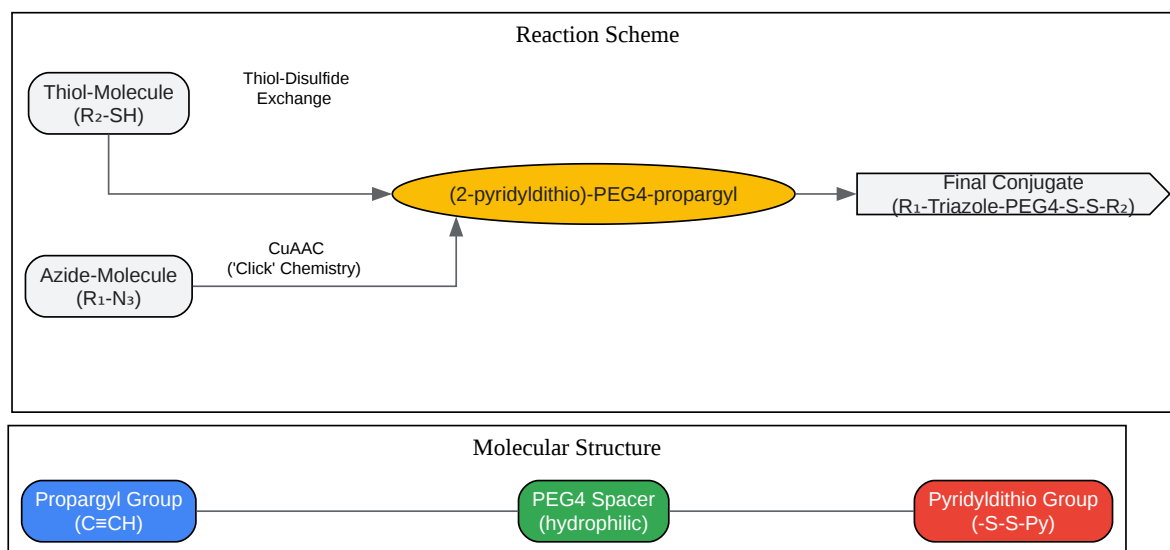 Reaction Scheme
Thiol-Molecule
(R₂-SH)
Thiol-Disulfide
Exchange
(2-pyridyldithio)-PEG4-propargyl
Final Conjugate
(R₁-Triazole-PEG4-S-S-R₂)
Azide-Molecule
(R₁-N₃)
CuAAC
('Click' Chemistry)
Molecular Structure
Propargyl Group
(C≡CH)
PEG4 Spacer
(hydrophilic)
Pyridyldithio Group
(-S-S-Py)